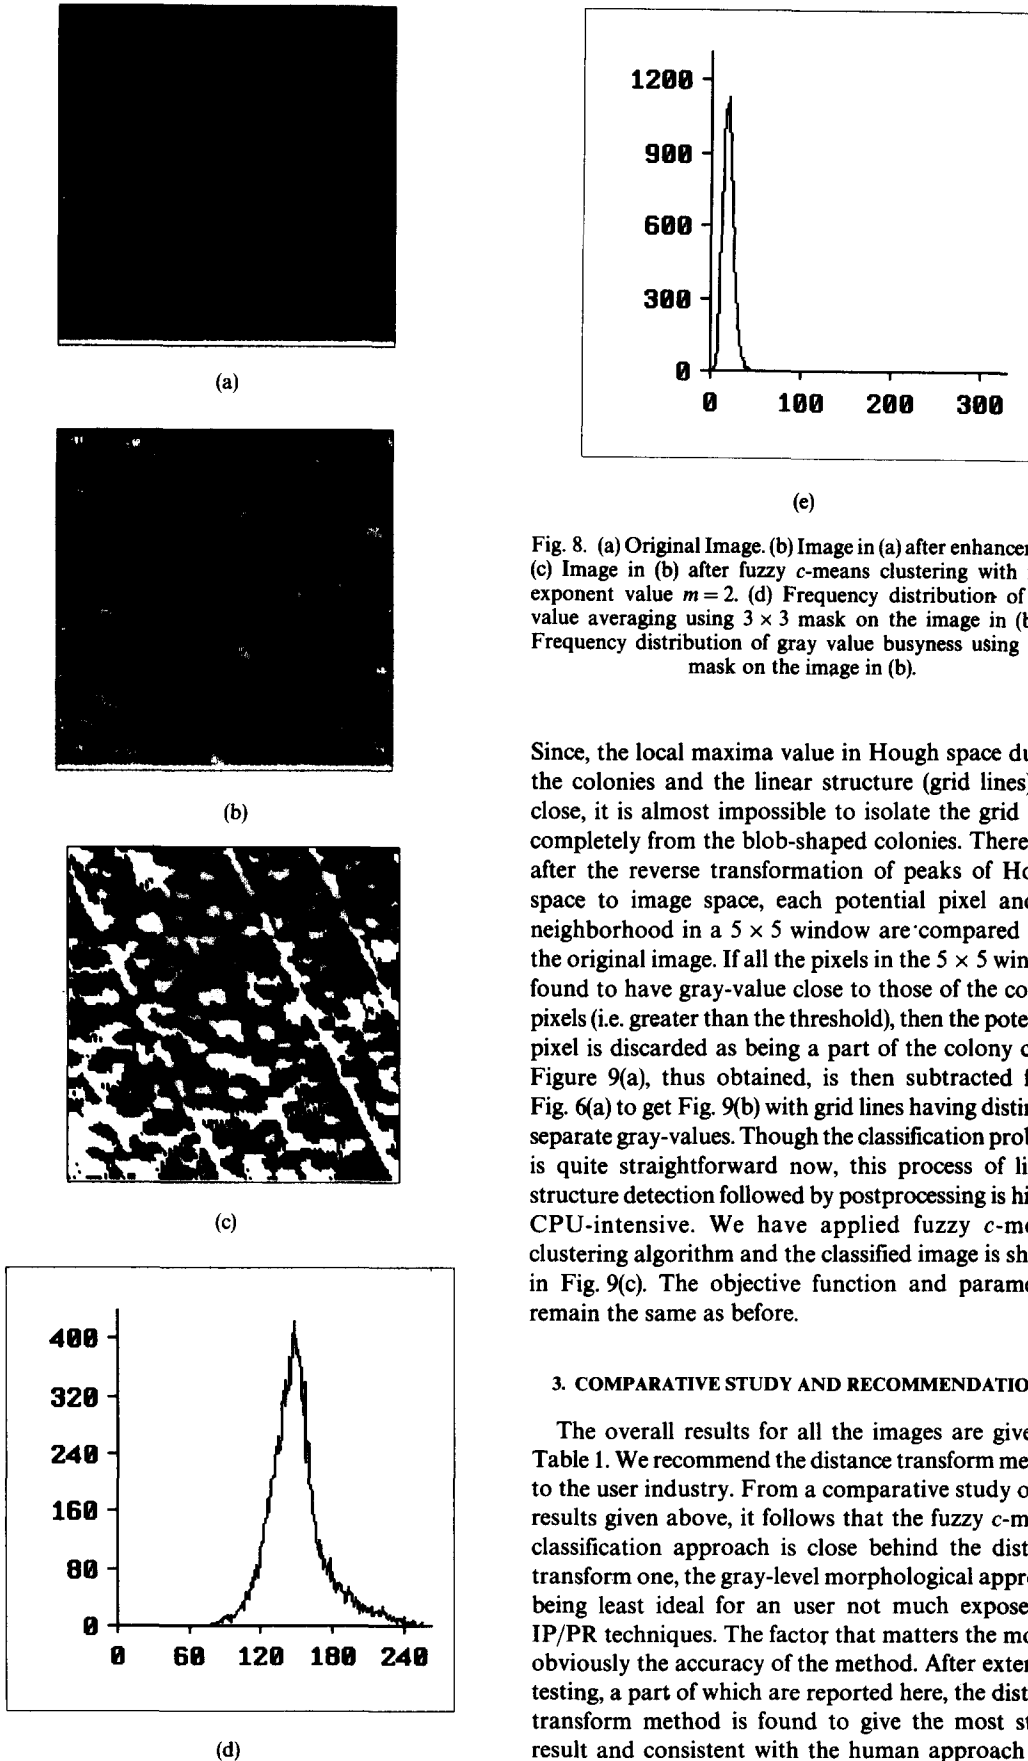 (a)
(b)
(c)
400
320
240
160
80
0
0 60 120 180 240
(d)
1200
900
600
300
0
0 100 200 300
(e)
Fig. 8. (a) Original Image. (b) Image in (a) after enhancer
(c) Image in (b) after fuzzy c-means clustering with
exponent value m = 2. (d) Frequency distribution of
value averaging using 3 × 3 mask on the image in (b
Frequency distribution of gray value busyness using
mask on the image in (b).
Since, the local maxima value in Hough space du
the colonies and the linear structure (grid lines)
close, it is almost impossible to isolate the grid
completely from the blob-shaped colonies. There
after the reverse transformation of peaks of Ho
space to image space, each potential pixel and
neighborhood in a 5 × 5 window are compared
the original image. If all the pixels in the 5 × 5 win
found to have gray-value close to those of the co
pixels (i.e. greater than the threshold), then the pote
pixel is discarded as being a part of the colony o
Figure 9(a), thus obtained, is then subtracted f
Fig. 6(a) to get Fig. 9(b) with grid lines having distin
separate gray-values. Though the classification prol
is quite straightforward now, this process of li
structure detection followed by postprocessing is hi
CPU-intensive. We have applied fuzzy c-me
clustering algorithm and the classified image is sh
in Fig. 9(c). The objective function and parame
remain the same as before.
3. COMPARATIVE STUDY AND RECOMMENDATIO
The overall results for all the images are give
Table 1. We recommend the distance transform me
to the user industry. From a comparative study o
results given above, it follows that the fuzzy c-m
classification approach is close behind the dist
transform one, the gray-level morphological appr
being least ideal for an user not much expose
IP/PR techniques. The factor that matters the mo
obviously the accuracy of the method. After exter
testing, a part of which are reported here, the dist
transform method is found to give the most st
result and consistent with the human approach